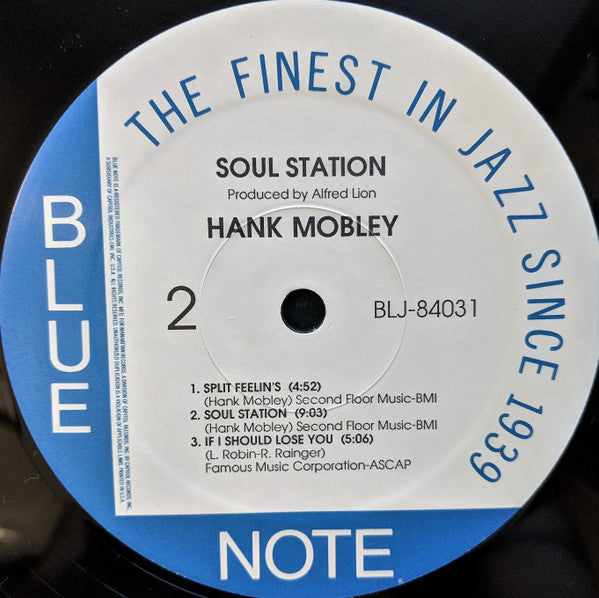 THE FINEST IN JAZZ SINCE 1939
SOUL STATION
Produced by Alfred Lion
HANK MOBLEY
2
BLJ-84031
1. SPLIT FEELIN'S (4:52)
(Hank Mobley) Second Floor Music-BMI
2. SOUL STATION (9:03)
(Hank Mobley) Second Floor Music-BMI
3. IF I SHOULD LOSE YOU (5:06)
(L. Robin-R. Rainger)
Famous Music Corporation-ASCAP
BLUE
NOTE